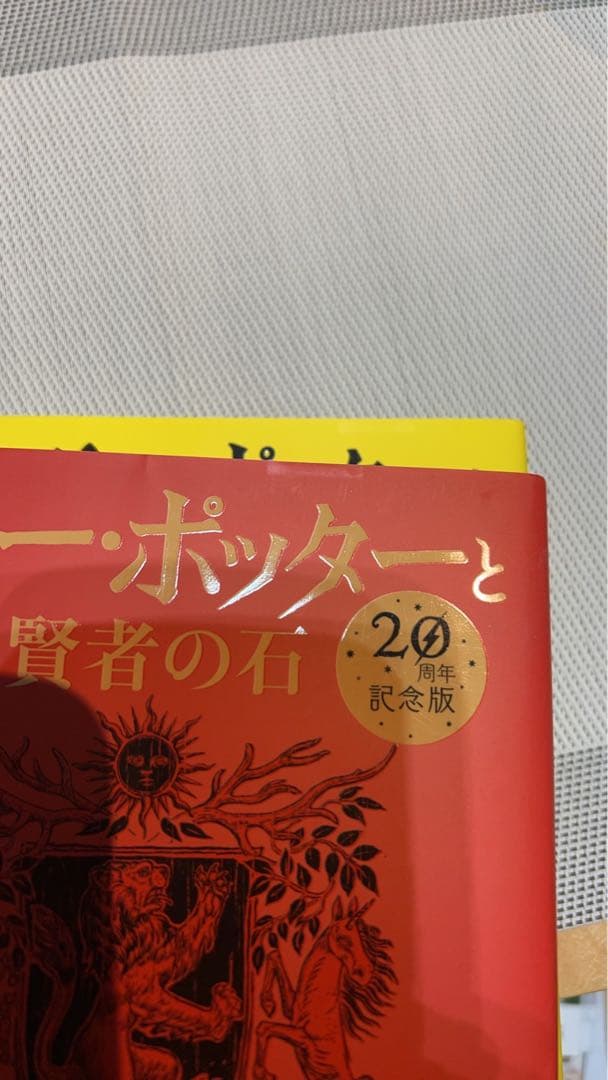 ー・ポッターと
賢者の石
20
周年
記念版